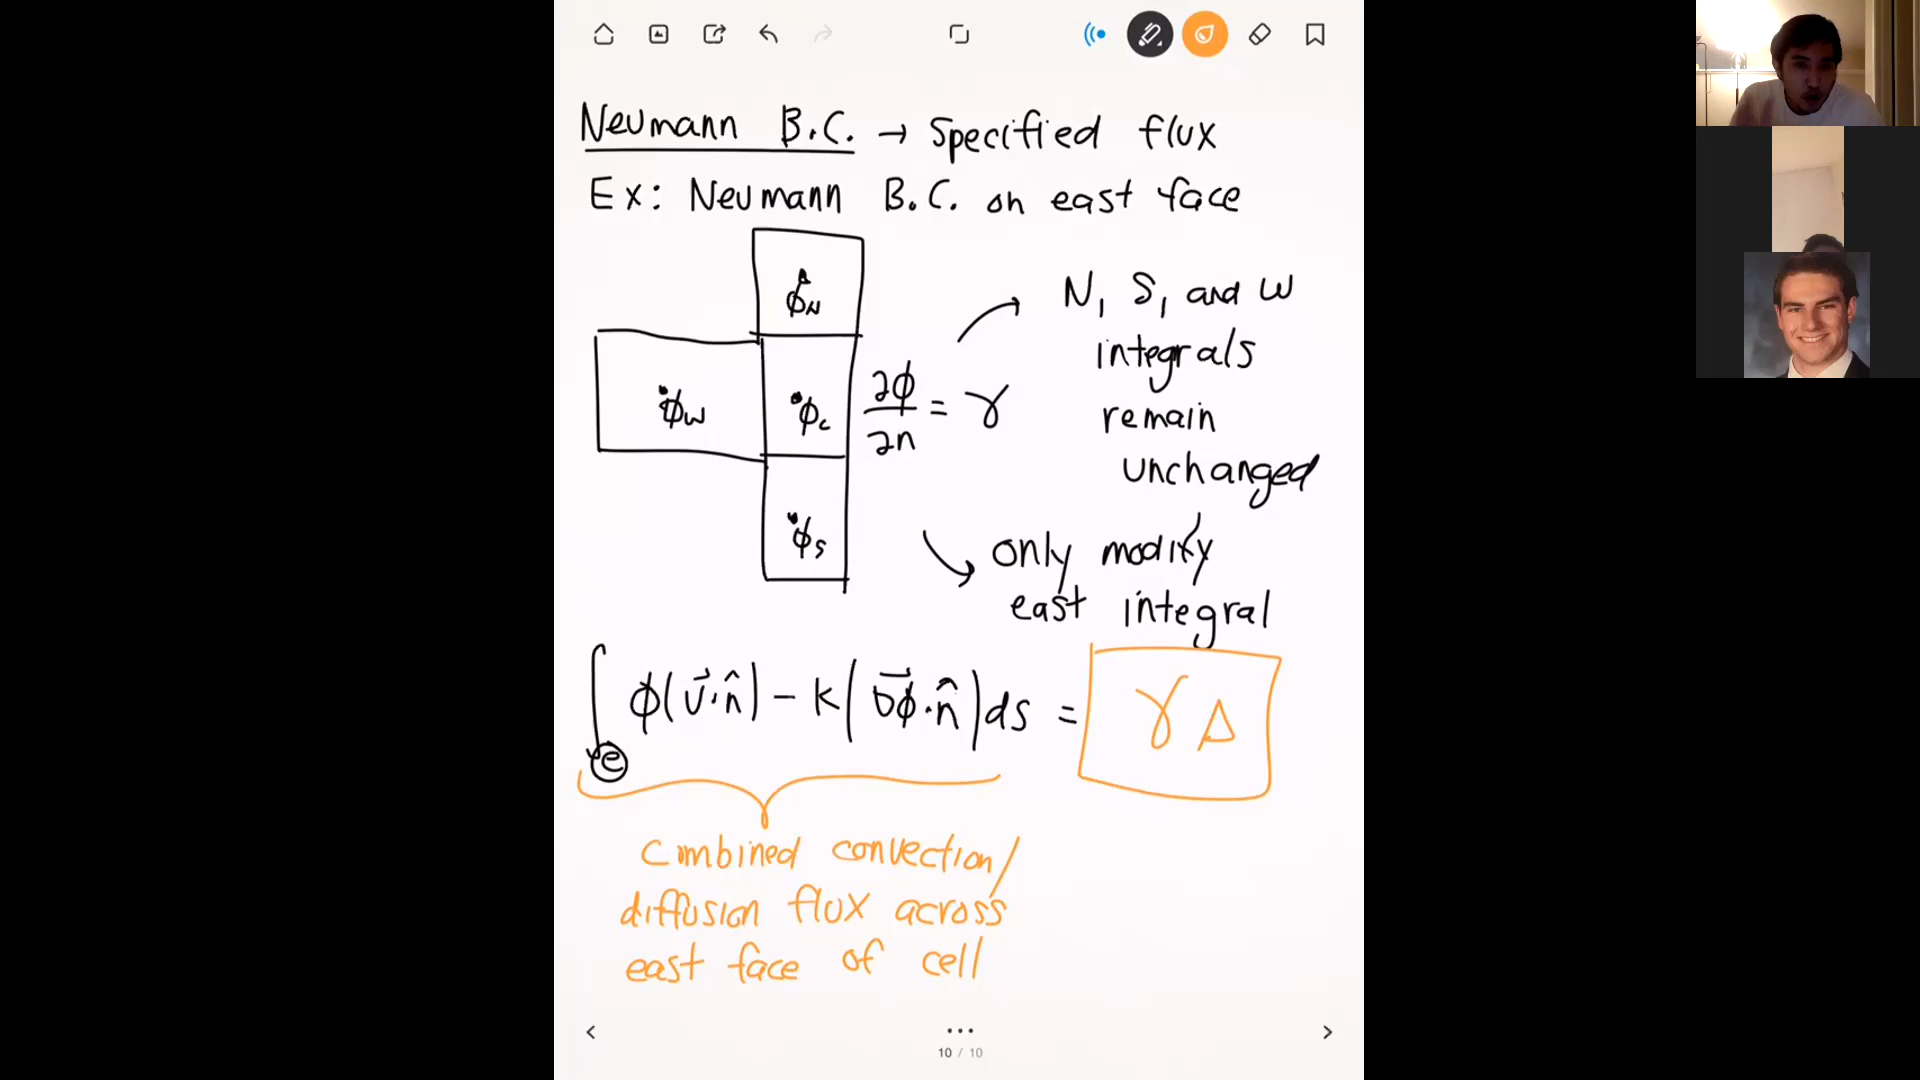 Neumann B.C. → Specified flux
Ex: Neumann B.C. on east face
ϕN
N, S, and W
integrals
remain
unchanged
ϕW
ϕc
∂ϕ/∂n = γ
ϕS
only modify
east integral
∫e ϕ(v⃗·n̂) - k(∇⃗ϕ·n̂)ds = γΔ
Combined convection/
diffusion flux across
east face of cell
10 / 10